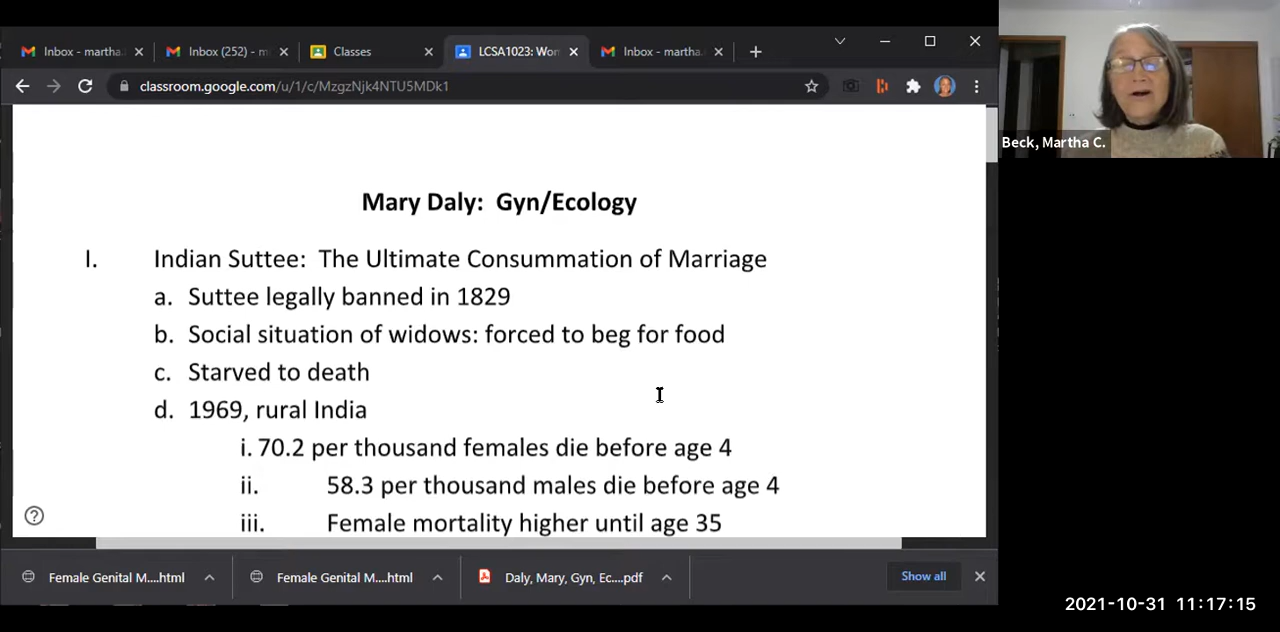 Inbox - martha.
Inbox (252) - m
Classes
LCSA1023: Wom
Inbox - martha.
classroom.google.com/u/1/c/MzgzNjk4NTU5MDk1
Beck, Martha C.
Mary Daly: Gyn/Ecology
I. Indian Suttee: The Ultimate Consummation of Marriage
a. Suttee legally banned in 1829
b. Social situation of widows: forced to beg for food
c. Starved to death
d. 1969, rural India
i. 70.2 per thousand females die before age 4
ii. 58.3 per thousand males die before age 4
iii. Female mortality higher until age 35
Female Genital M....html
Female Genital M....html
Daly, Mary, Gyn, Ec....pdf
Show all
2021-10-31 11:17:15